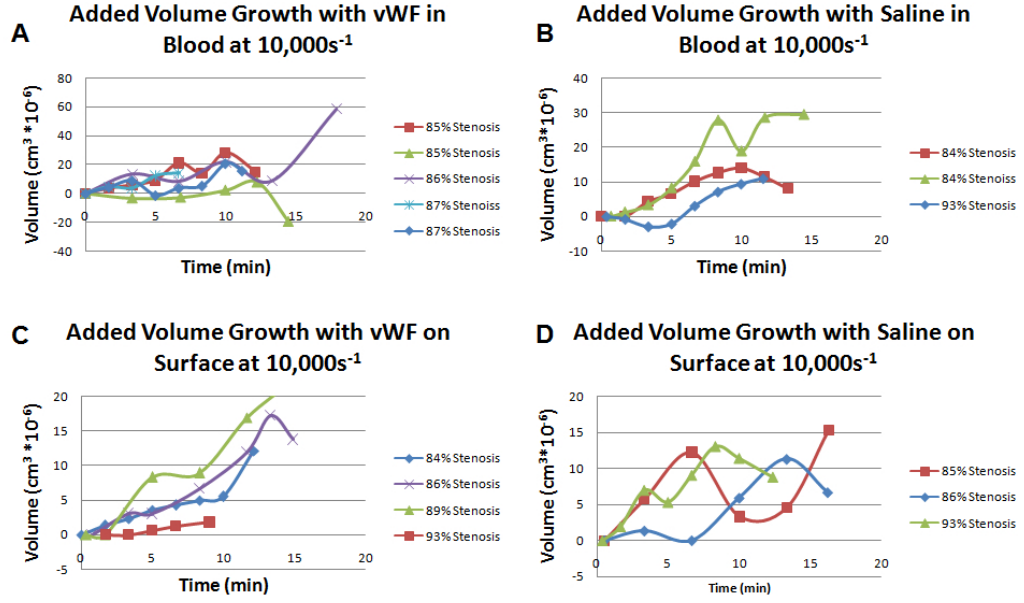 A
Added Volume Growth with vWF in
Blood at 10,000s⁻¹
Volume (cm³ *10⁻⁶)
80
60
40
20
0
-20
-40
0
5
10
15
20
Time (min)
85%Stenosis
85%Stenosis
86%Stenosis
87%Stenoiss
87%Stenosis
B
Added Volume Growth with Saline in
Blood at 10,000s⁻¹
Volume (cm³*10⁻⁶)
40
30
20
10
0
-10
0
5
10
15
20
Time (min)
84%Stenosis
84%Stenosis
93%Stenosis
C
Added Volume Growth with vWF on
Surface at 10,000s⁻¹
Volume (cm³ *10⁻⁶)
20
15
10
5
0
-5
0
5
10
15
20
Time (min)
84%Stenosis
86%Stenosis
89%Stenosis
93%Stenosis
D
Added Volume Growth with Saline on
Surface at 10,000s⁻¹
Volume (cm³*10⁻⁶)
20
15
10
5
0
-5
0
5
10
15
20
Time (min)
85%Stenosis
86%Stenosis
93%Stenosis